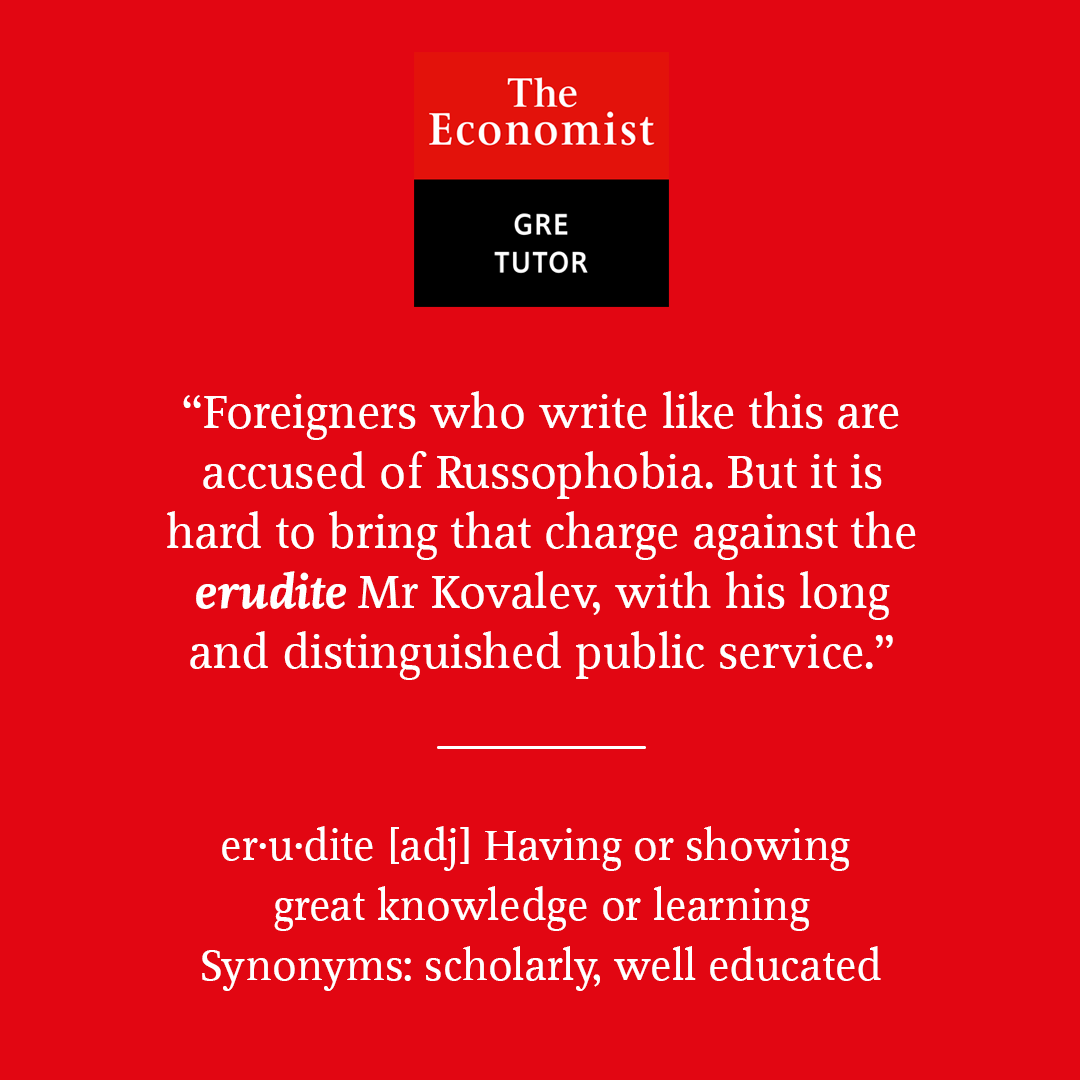 The
Economist
GRE
TUTOR
“Foreigners who write like this are
accused of Russophobia. But it is
hard to bring that charge against the
erudite Mr Kovalev, with his long
and distinguished public service.”
er·u·dite [adj] Having or showing
great knowledge or learning
Synonyms: scholarly, well educated